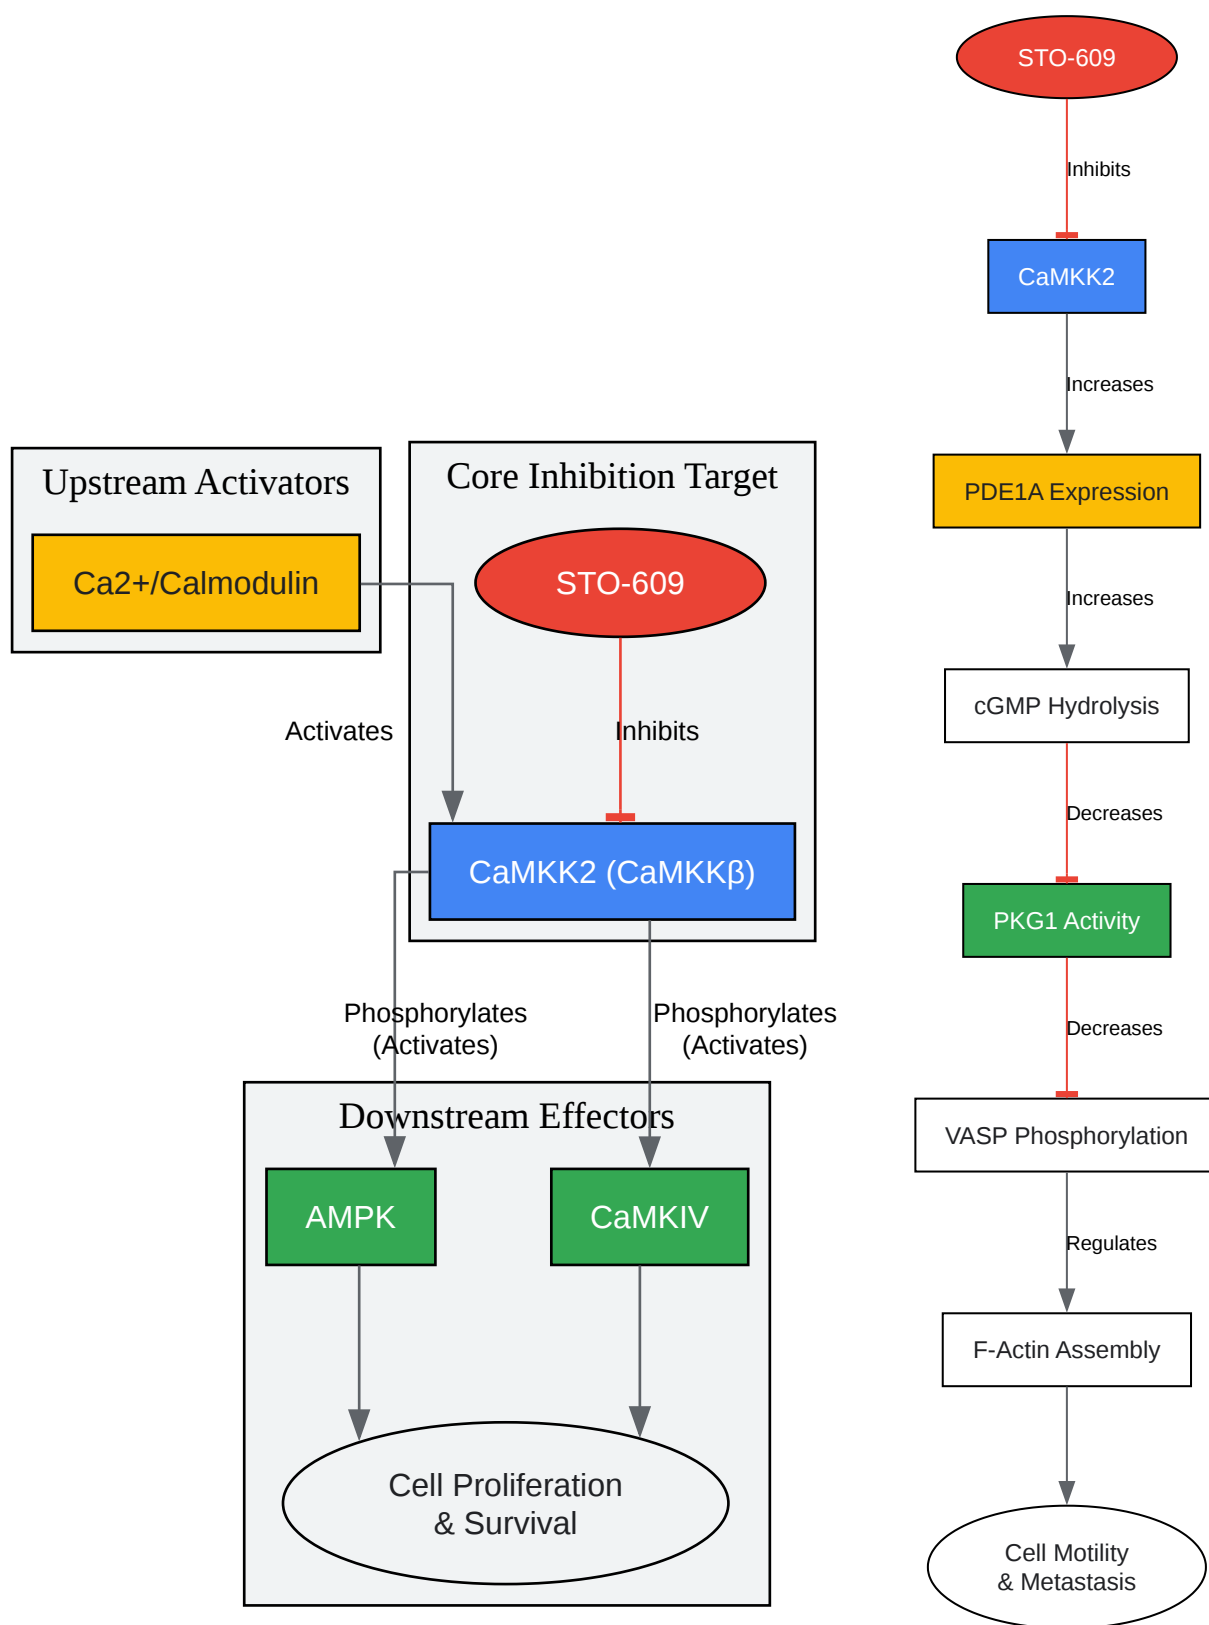 Upstream Activators
Ca2+/Calmodulin
Activates
Core Inhibition Target
STO-609
Inhibits
CaMKK2 (CaMKKβ)
Phosphorylates
(Activates)
Phosphorylates
(Activates)
Downstream Effectors
AMPK
CaMKIV
Cell Proliferation
& Survival
STO-609
Inhibits
CaMKK2
Increases
PDE1A Expression
Increases
cGMP Hydrolysis
Decreases
PKG1 Activity
Decreases
VASP Phosphorylation
Regulates
F-Actin Assembly
Cell Motility
& Metastasis